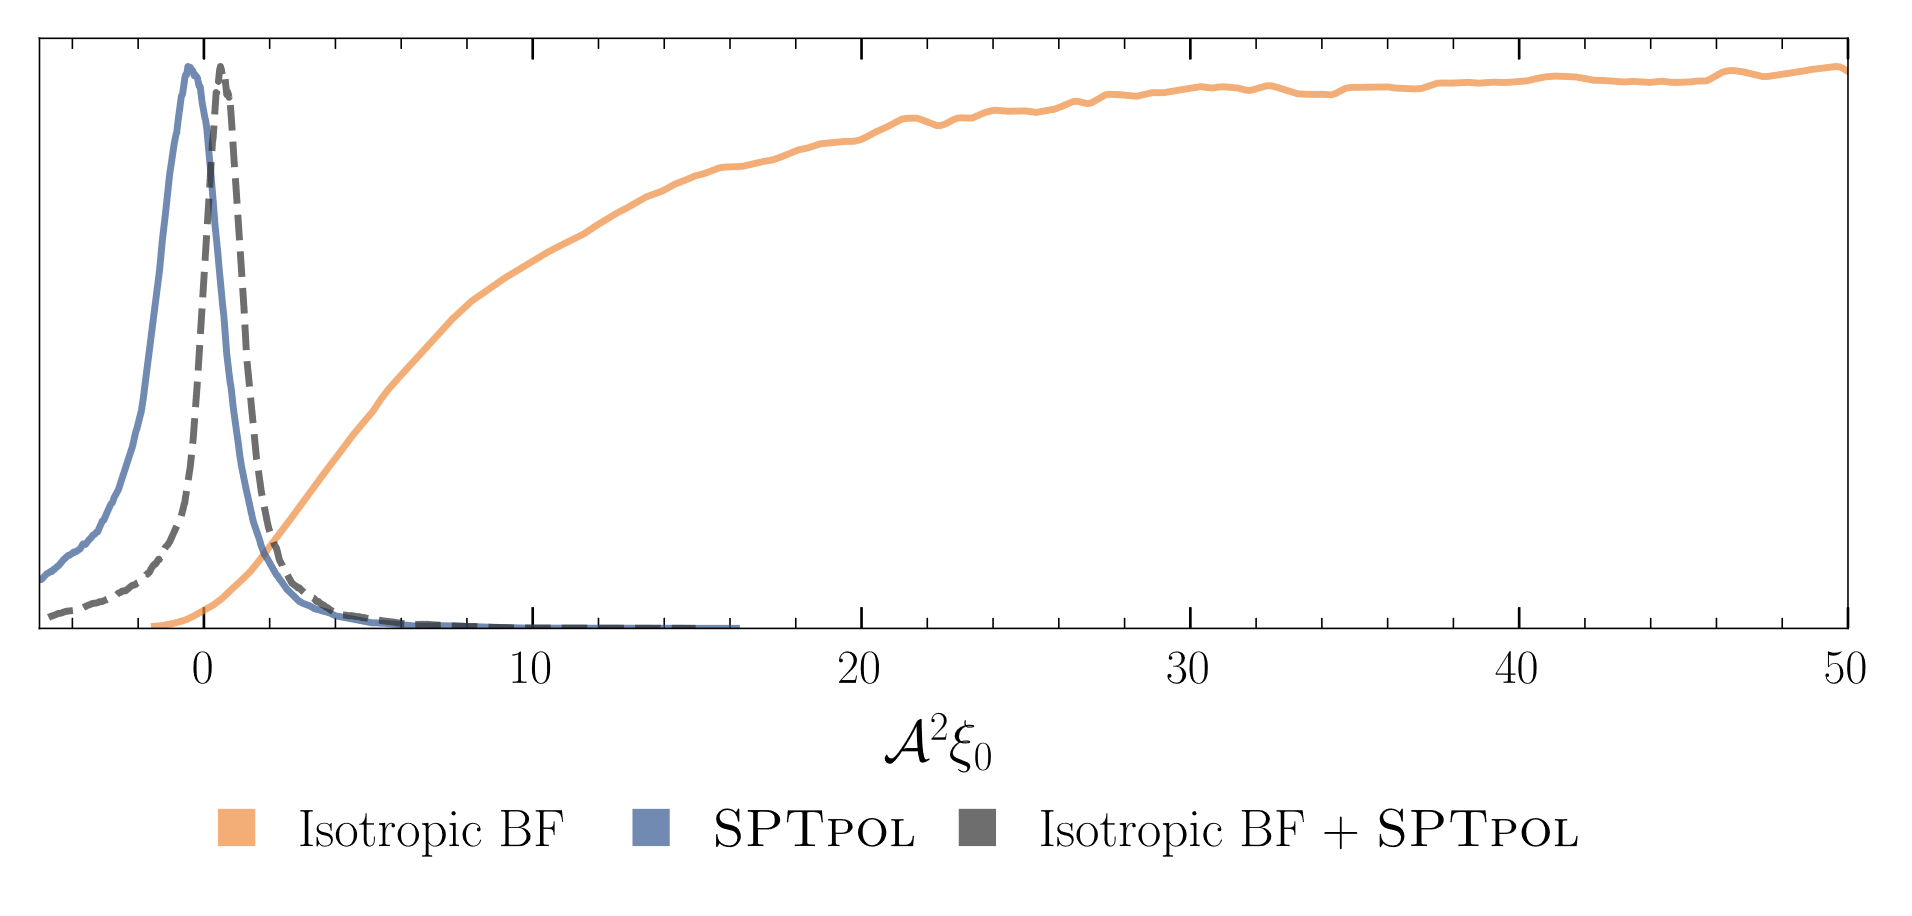 0 10 20 30 40 50
𝒜²ξ₀
Isotropic BF SPTPOL Isotropic BF + SPTPOL